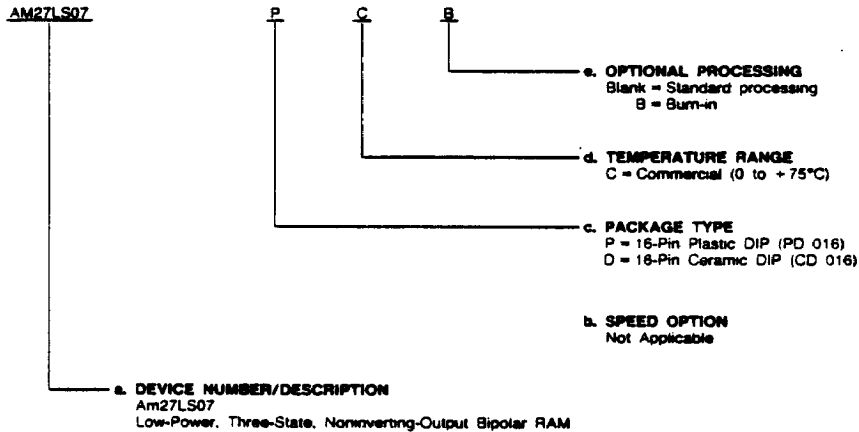 AM27LS07 P C B
e. OPTIONAL PROCESSING
Blank = Standard processing
B = Burn-in
d. TEMPERATURE RANGE
C = Commercial (0 to +75°C)
c. PACKAGE TYPE
P = 16-Pin Plastic DIP (PD 016)
D = 16-Pin Ceramic DIP (CD 016)
b. SPEED OPTION
Not Applicable
a. DEVICE NUMBER/DESCRIPTION
Am27LS07
Low-Power, Three-State, Noninverting-Output Bipolar RAM